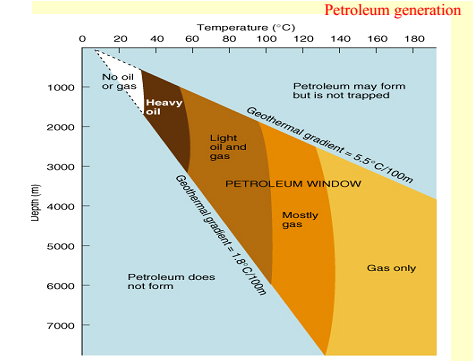 Petroleum generation
Temperature (°C)
0 20 40 60 80 100 120 140 160 180
Depth (m)
1000
2000
3000
4000
5000
6000
7000
No oil
or gas
Heavy
oil
Light
oil and
gas
PETROLEUM WINDOW
Mostly
gas
Gas only
Petroleum may form
but is not trapped
Geothermal gradient = 5.5°C/100m
Geothermal gradient = 1.8°C/100m
Petroleum does
not form